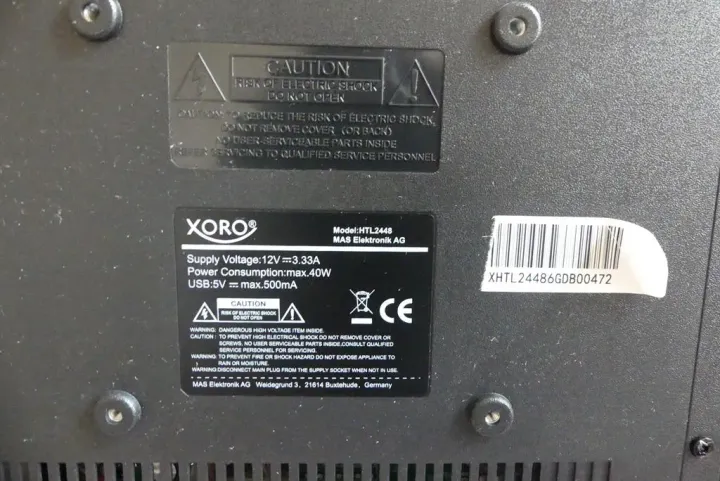 CAUTION
RISK OF ELECTRIC SHOCK
DO NOT OPEN
CAUTION: TO REDUCE THE RISK OF ELECTRIC SHOCK,
DO NOT REMOVE COVER (OR BACK)
NO USER-SERVICEABLE PARTS INSIDE
REFER SERVICING TO QUALIFIED SERVICE PERSONNEL
XORO®
Model:HTL2448
MAS Elektronik AG
Supply Voltage:12V⎓3.33A
Power Consumption:max.40W
USB:5V⎓max.500mA
CAUTION
RISK OF ELECTRIC SHOCK
DO NOT OPEN
CE
WARNING: DANGEROUS HIGH VOLTAGE ITEM INSIDE.
CAUTION : TO PREVENT HIGH ELECTRICAL SHOCK DO NOT REMOVE COVER OR
SCREWS. NO USER SERVICEABLE PARTS INSIDE.CONSULT QUALIFIED
SERVICE PERSONNEL FOR SERVICING.
WARNING: TO PREVENT FIRE OR SHOCK HAZARD DO NOT EXPOSE APPLIANCE TO
RAIN OR MOISTURE.
WARNING:DISCONNECT MAIN PLUG FROM THE SUPPLY SOCKET WHEN NOT IN USE.
MAS Elektronik AG Weidegrund 3, 21614 Buxtehude, Germany
XHTL24486GDB00472